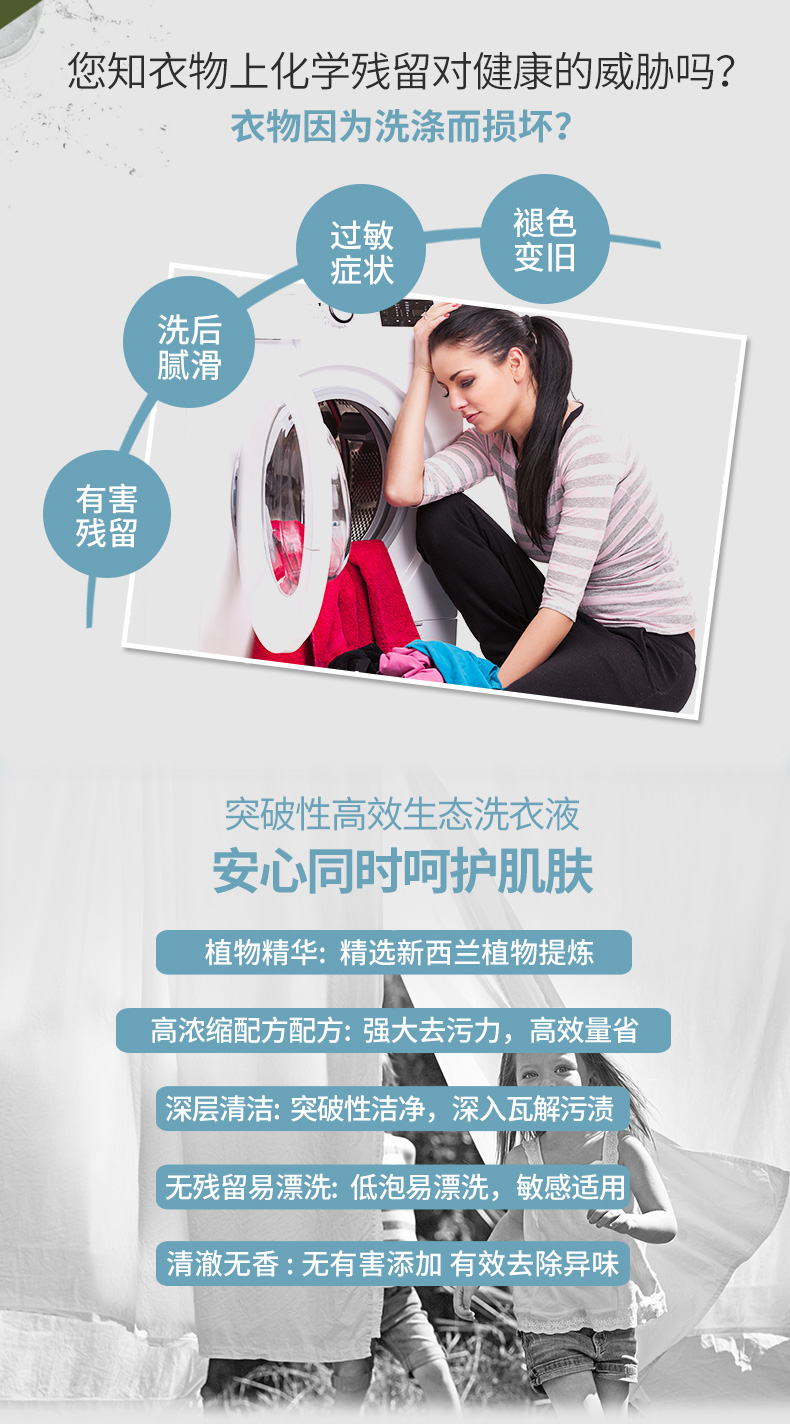 您知衣物上化学残留对健康的威胁吗？
衣物因为洗涤而损坏？
褪色
变旧
过敏
症状
洗后
腻滑
有害
残留
突破性高效生态洗衣液
安心同时呵护肌肤
植物精华：精选新西兰植物提炼
高浓缩配方配方：强大去污力，高效量省
深层清洁：突破性洁净，深入瓦解污渍
无残留易漂洗：低泡易漂洗，敏感适用
清澈无香：无有害添加 有效去除异味